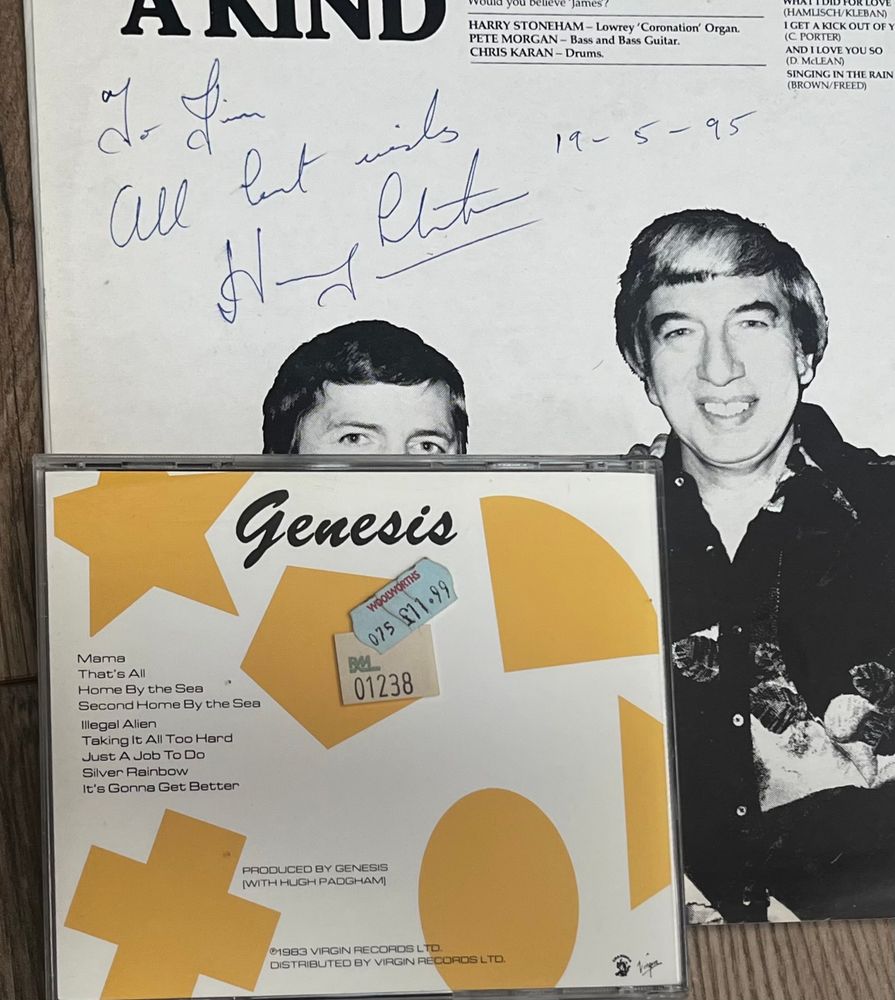 A KIND
Would you believe 'James'?
HARRY STONEHAM – Lowrey 'Coronation' Organ.
PETE MORGAN – Bass and Bass Guitar.
CHRIS KARAN – Drums.
WHAT I DID FOR LOVE
(HAMLISCH/KLEBAN)
I GET A KICK OUT OF Y
(C. PORTER)
AND I LOVE YOU SO
(D. McLEAN)
SINGING IN THE RAIN
(BROWN/FREED)
To Jim
All best wishes
19-5-95
Harry
Genesis
WOOLWORTHS
075 £11.99
01238
Mama
That's All
Home By the Sea
Second Home By the Sea
Illegal Alien
Taking It All Too Hard
Just A Job To Do
Silver Rainbow
It's Gonna Get Better
PRODUCED BY GENESIS
(WITH HUGH PADGHAM)
℗1983 VIRGIN RECORDS LTD.
DISTRIBUTED BY VIRGIN RECORDS LTD.
Virgin